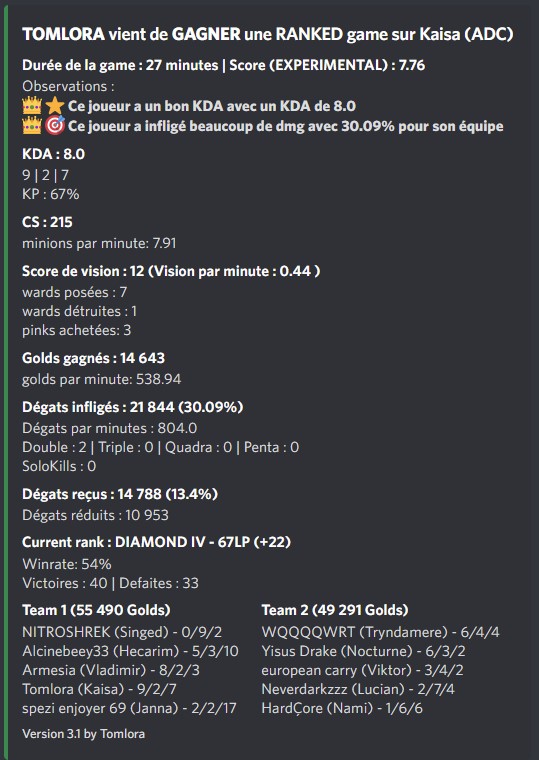 TOMLORA vient de GAGNER une RANKED game sur Kaisa (ADC)
Durée de la game : 27 minutes | Score (EXPERIMENTAL) : 7.76
Observations :
👑⭐ Ce joueur a un bon KDA avec un KDA de 8.0
👑🎯 Ce joueur a infligé beaucoup de dmg avec 30.09% pour son équipe
KDA : 8.0
9 | 2 | 7
KP : 67%
CS : 215
minions par minute: 7.91
Score de vision : 12 (Vision par minute : 0.44 )
wards posées : 7
wards détruites : 1
pinks achetées: 3
Golds gagnés : 14 643
golds par minute: 538.94
Dégats infligés : 21 844 (30.09%)
Dégats par minutes : 804.0
Double : 2 | Triple : 0 | Quadra : 0 | Penta : 0
SoloKills : 0
Dégats reçus : 14 788 (13.4%)
Dégats réduits : 10 953
Current rank : DIAMOND IV - 67LP (+22)
Winrate: 54%
Victoires : 40 | Defaites : 33
Team 1 (55 490 Golds)
NITROSHREK (Singed) - 0/9/2
Alcinebeey33 (Hecarim) - 5/3/10
Armesia (Vladimir) - 8/2/3
Tomlora (Kaisa) - 9/2/7
spezi enjoyer 69 (Janna) - 2/2/17
Team 2 (49 291 Golds)
WQQQQWRT (Tryndamere) - 6/4/4
Yisus Drake (Nocturne) - 6/3/2
european carry (Viktor) - 3/4/2
Neverdarkzzz (Lucian) - 2/7/4
HardÇore (Nami) - 1/6/6
Version 3.1 by Tomlora